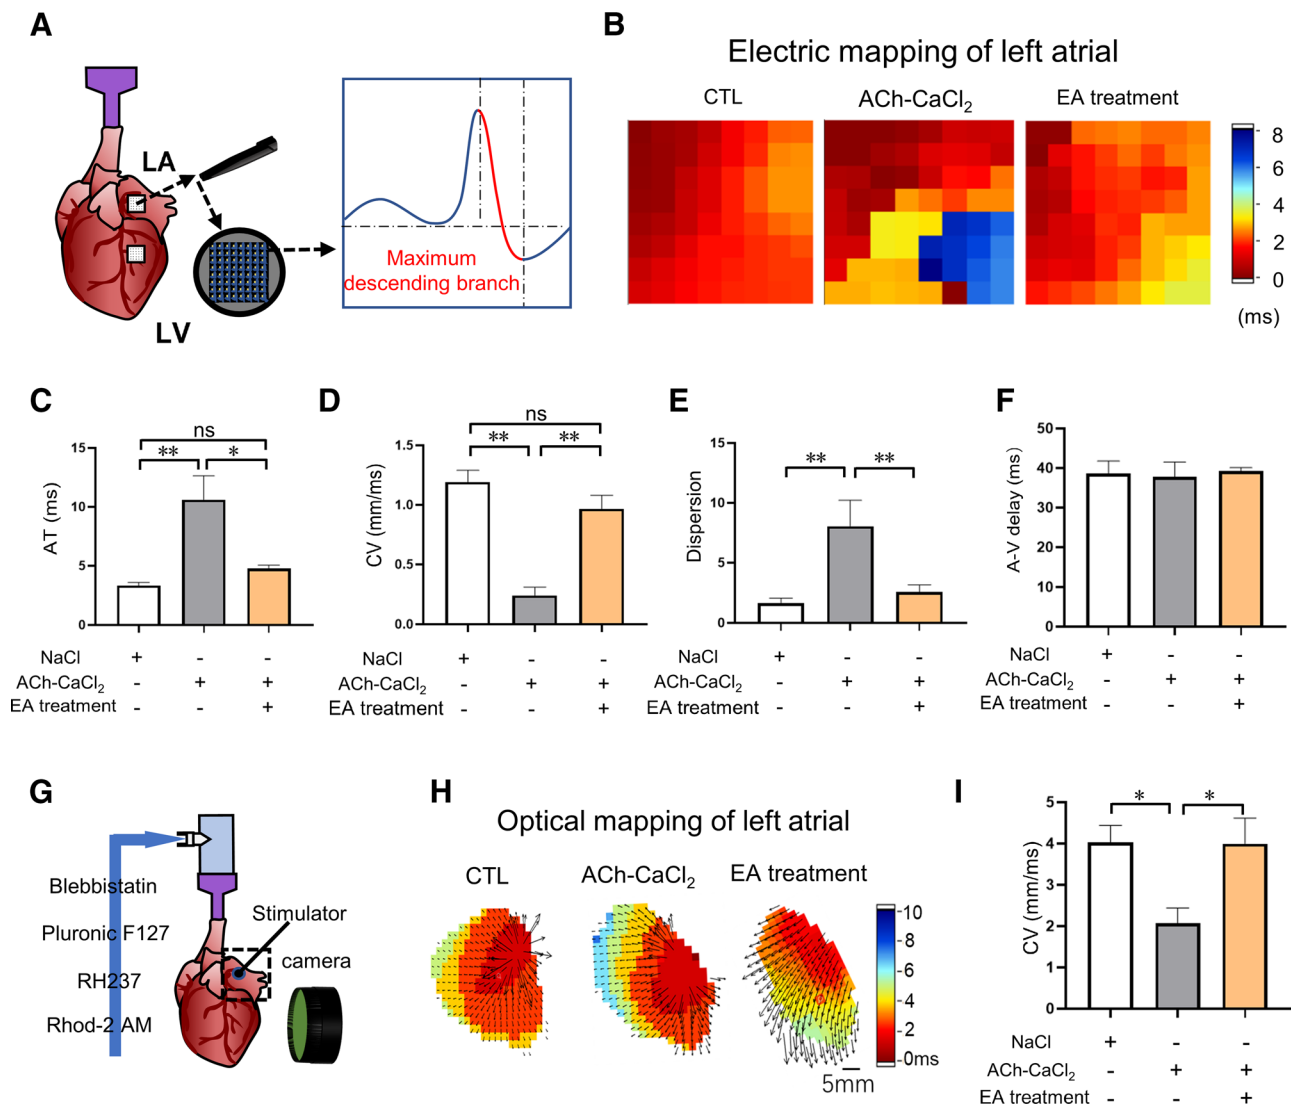 A
LA
LV
Maximum
descending branch
B
Electric mapping of left atrial
CTL
ACh-CaCl₂
EA treatment
8
6
4
2
0
(ms)
C
ns
** *
15
10
5
0
AT (ms)
NaCl + - -
ACh-CaCl₂ - + +
EA treatment - - +
D
ns
** **
1.5
1.0
0.5
0.0
CV (mm/ms)
NaCl + - -
ACh-CaCl₂ - + +
EA treatment - - +
E
** **
15
10
5
0
Dispersion
NaCl + - -
ACh-CaCl₂ - + +
EA treatment - - +
F
50
40
30
20
10
0
A-V delay (ms)
NaCl + - -
ACh-CaCl₂ - + +
EA treatment - - +
G
Blebbistatin
Pluronic F127
RH237
Rhod-2 AM
Stimulator
camera
H
Optical mapping of left atrial
CTL
ACh-CaCl₂
EA treatment
10
8
6
4
2
0ms
5mm
I
* *
5
4
3
2
1
0
CV (mm/ms)
NaCl + - -
ACh-CaCl₂ - + +
EA treatment - - +